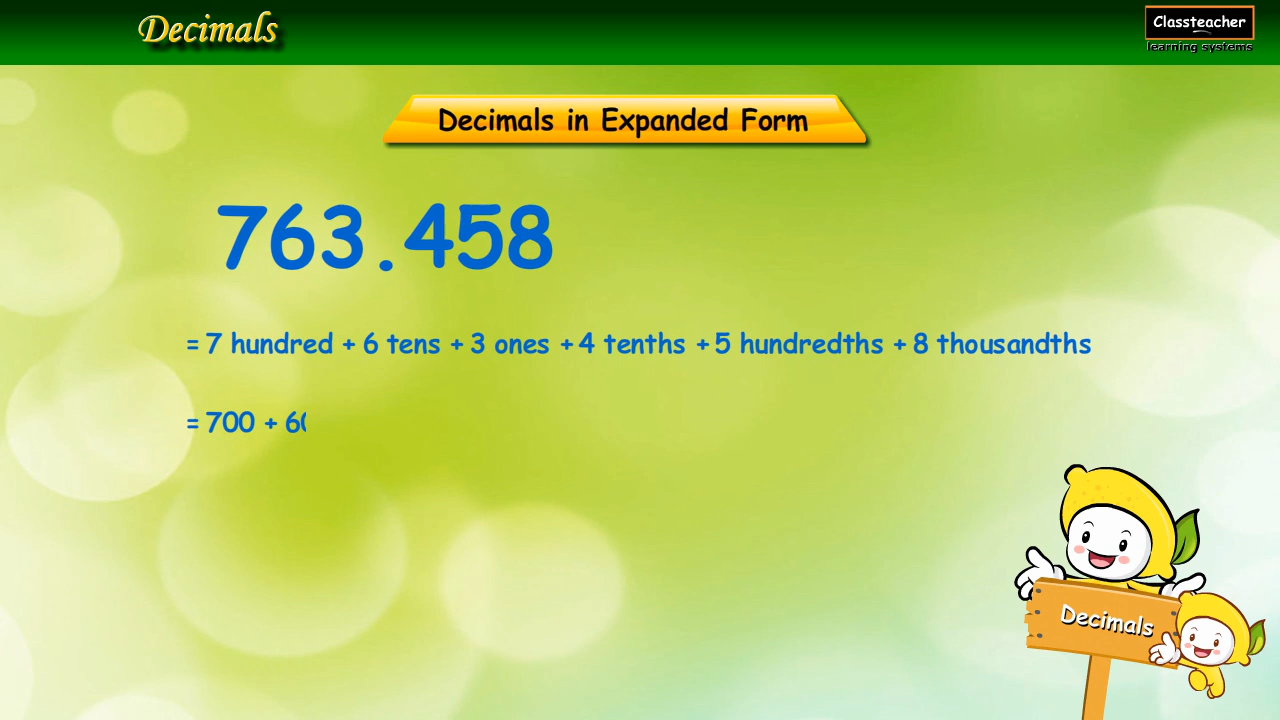 Decimals
Classteacher
learning systems
Decimals in Expanded Form
763.458
= 7 hundred + 6 tens + 3 ones + 4 tenths + 5 hundredths + 8 thousandths
= 700 + 60
Decimals